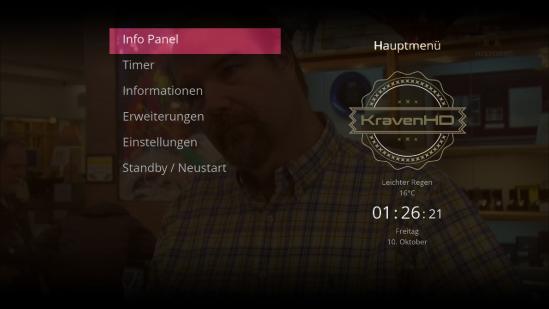 Info Panel
Timer
Informationen
Erweiterungen
Einstellungen
Standby / Neustart
Hauptmenü
KravenHD
Leichter Regen
16°C
01:26:21
Freitag
10. Oktober